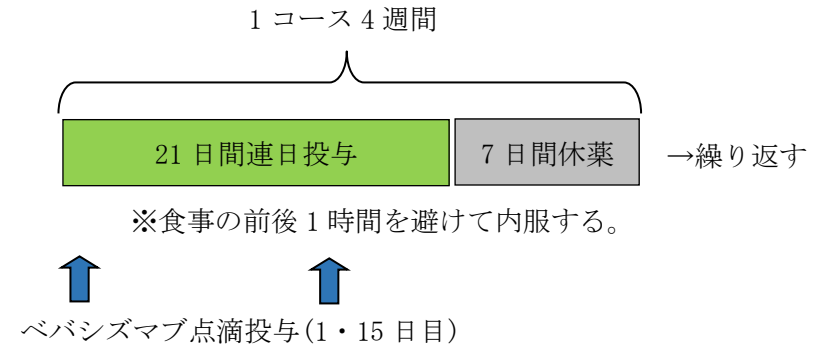 1 コース 4 週間
21 日間連日投与 7 日間休薬 →繰り返す
※食事の前後 1 時間を避けて内服する。
ベバシズマブ点滴投与(1・15 日目)